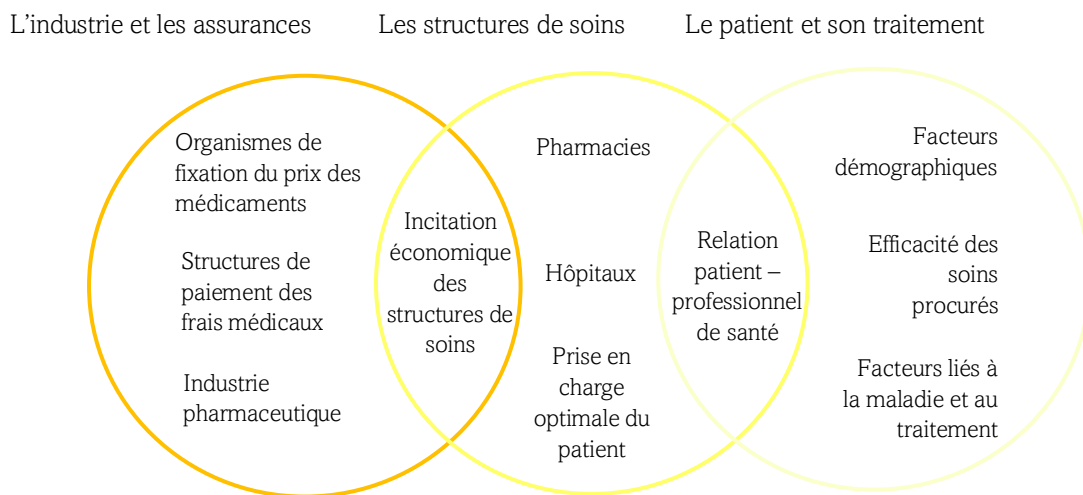 L'industrie et les assurances
Les structures de soins
Le patient et son traitement
Organismes de
fixation du prix des
médicaments
Structures de
paiement des
frais médicaux
Industrie
pharmaceutique
Incitation
économique
des
structures de
soins
Pharmacies
Hôpitaux
Prise en
charge
optimale du
patient
Relation
patient –
professionnel
de santé
Facteurs
démographiques
Efficacité des
soins
procurés
Facteurs liés à
la maladie et au
traitement